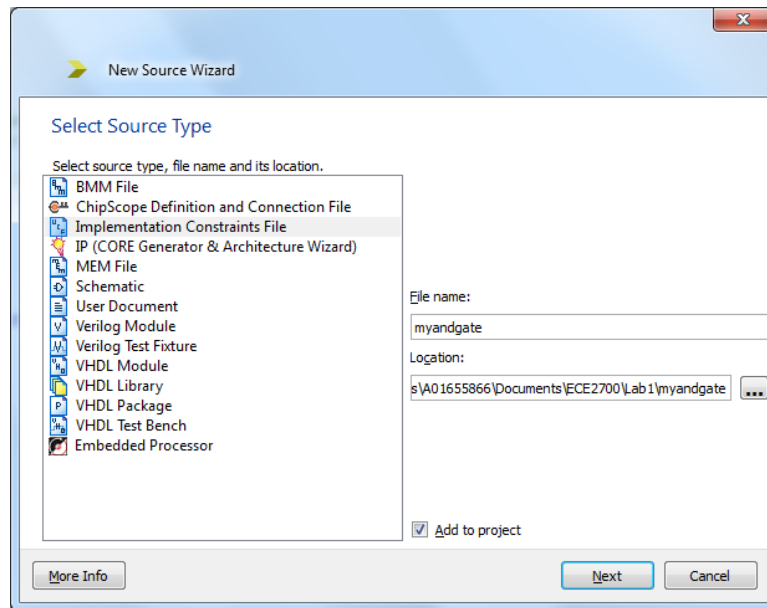 New Source Wizard
Select Source Type
Select source type, file name and its location.
BMM File
ChipScope Definition and Connection File
Implementation Constraints File
IP (CORE Generator & Architecture Wizard)
MEM File
Schematic
User Document
Verilog Module
Verilog Test Fixture
VHDL Module
VHDL Library
VHDL Package
VHDL Test Bench
Embedded Processor
File name:
myandgate
Location:
s\A01655866\Documents\ECE2700\Lab1\myandgate
...
Add to project
More Info
Next
Cancel